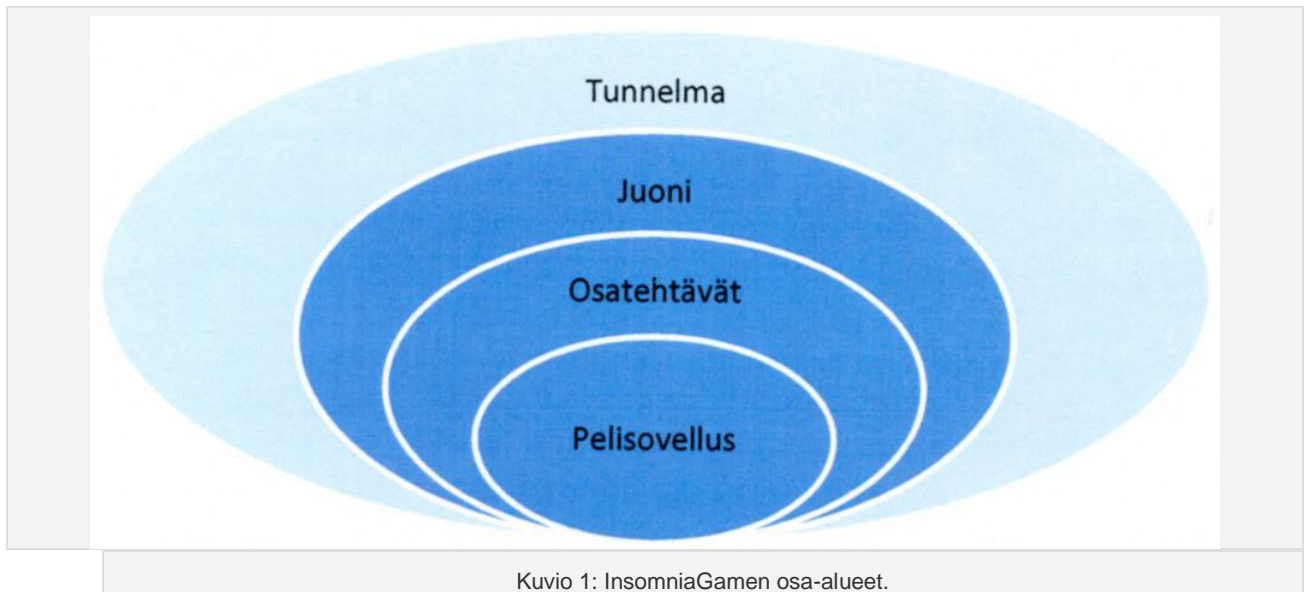 Tunnelma
Juoni
Osatehtävät
Pelisovellus
Kuvio 1: InsomniaGamen osa-alueet.